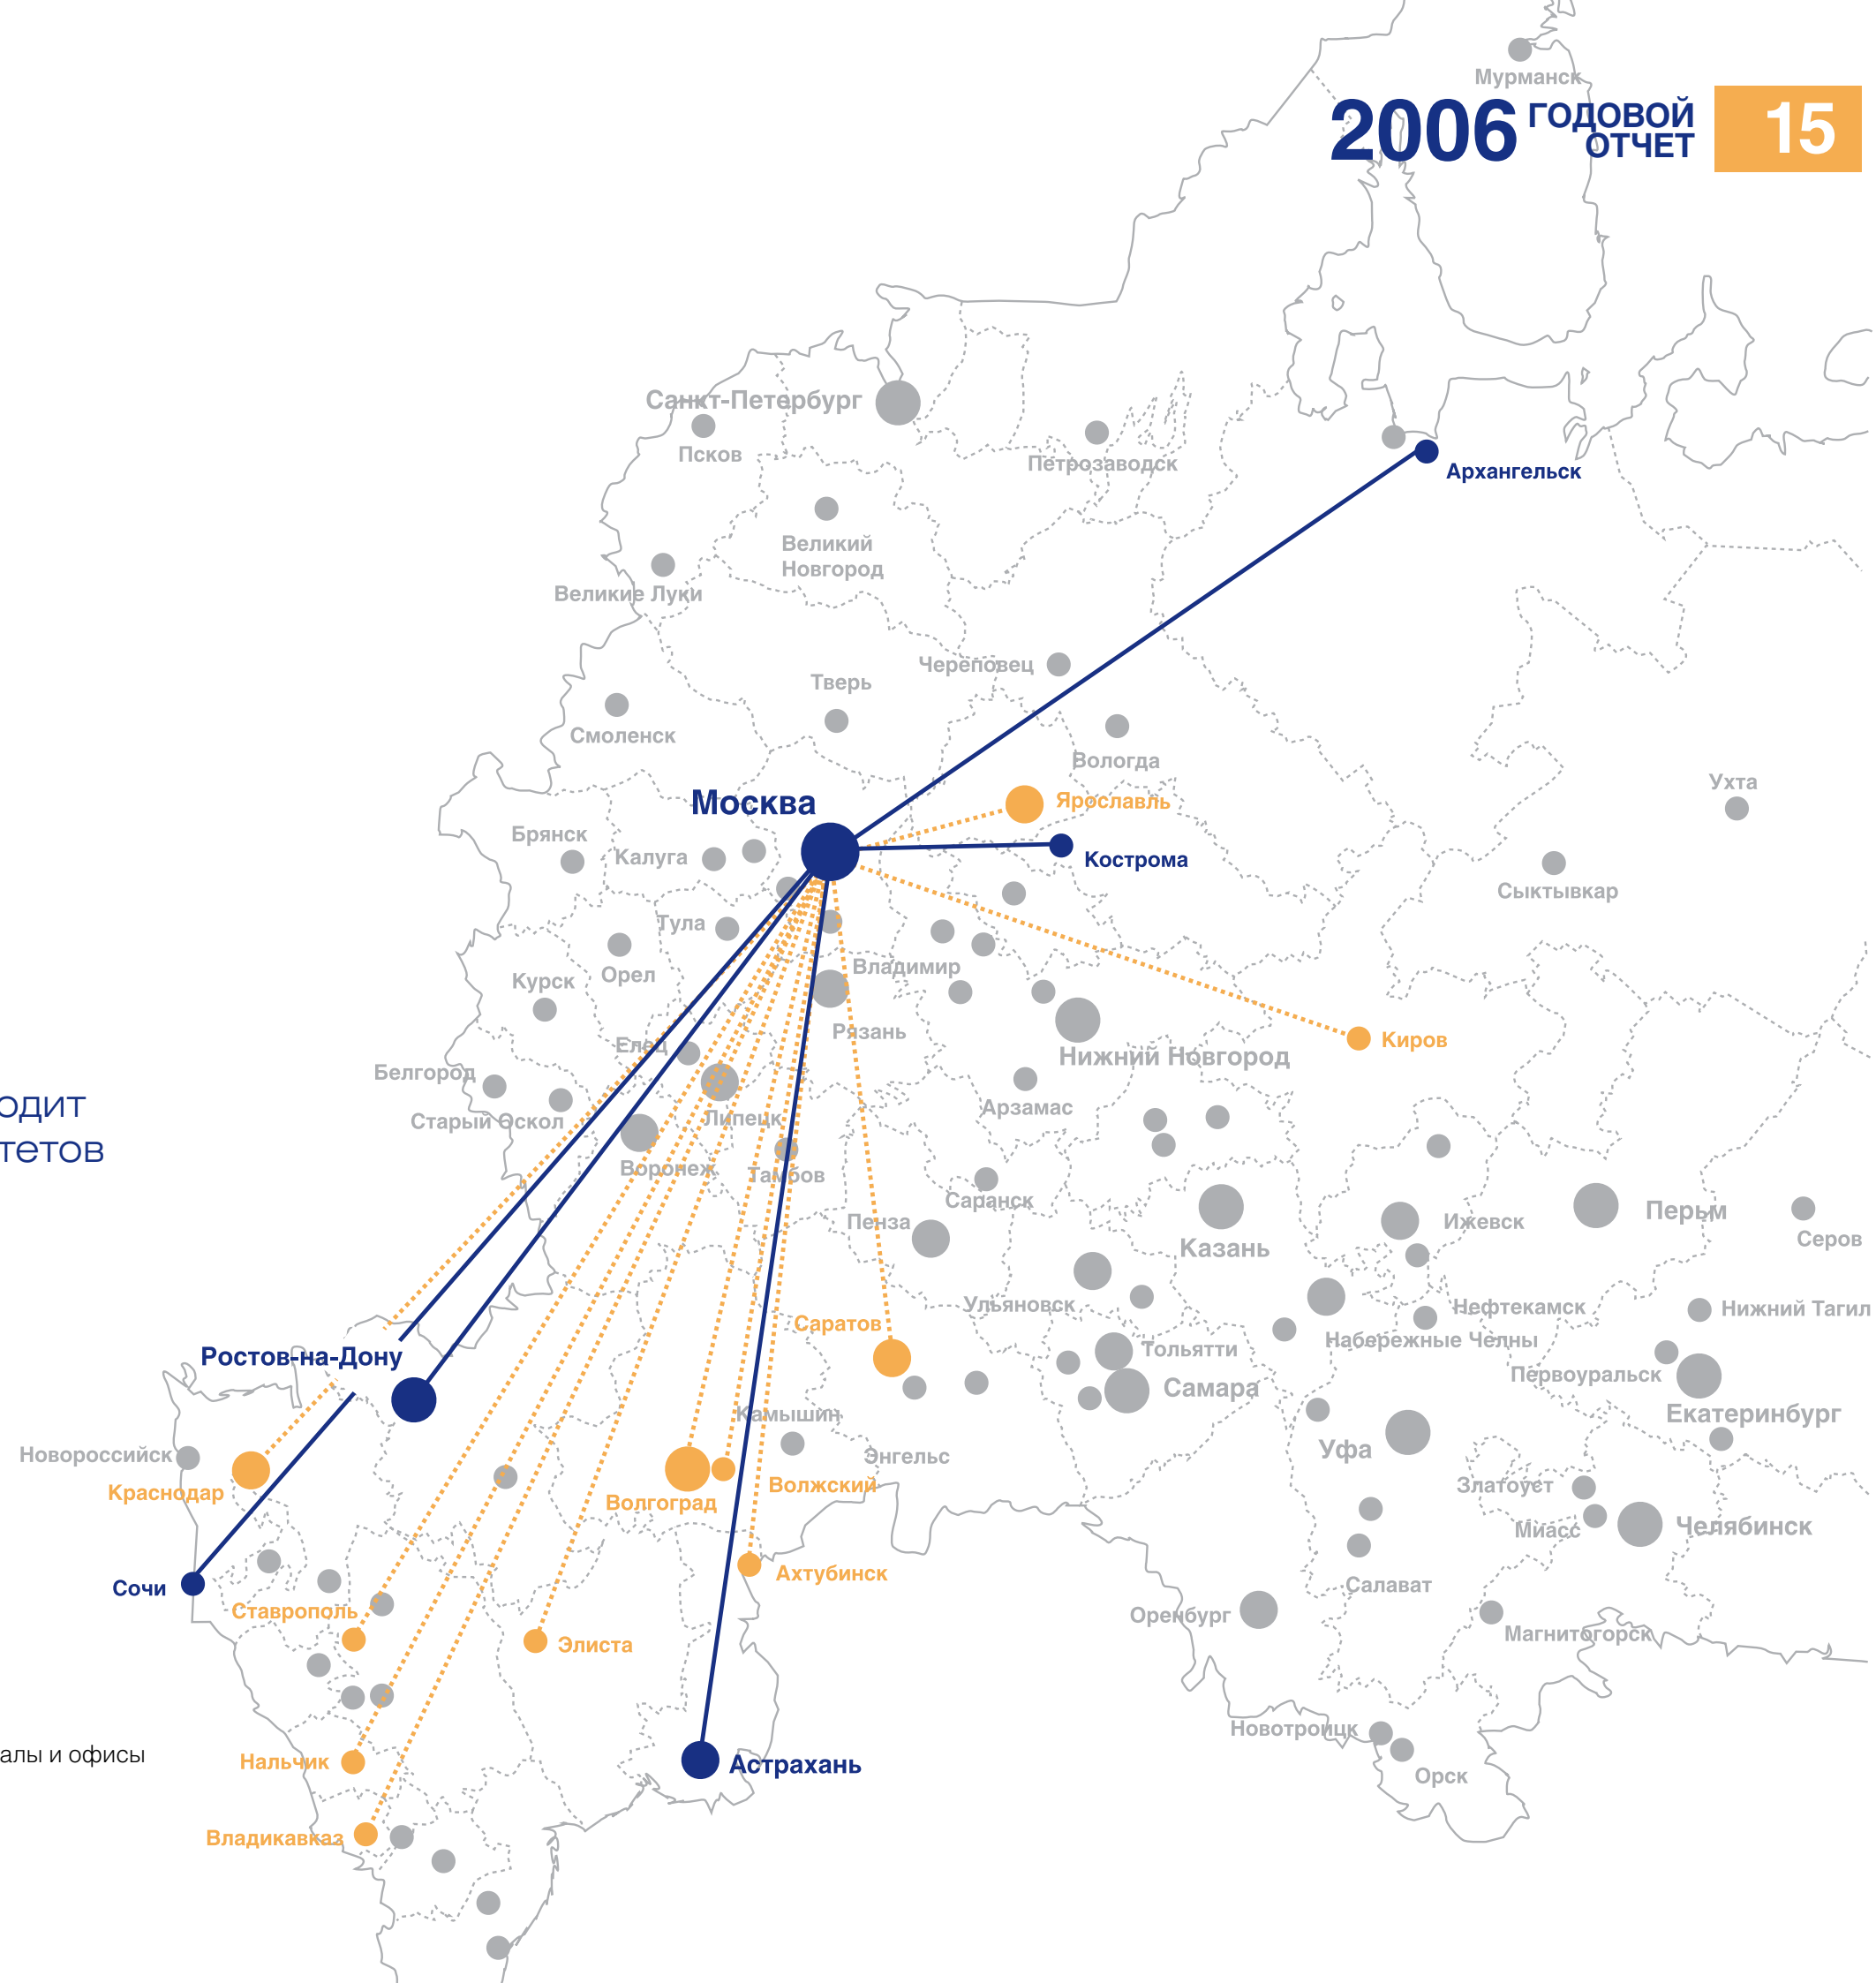 Мурманск
2006 ГОДОВОЙ
ОТЧЕТ
15
Санкт-Петербург
Псков
Петрозаводск
Архангельск
Великий
Новгород
Великие Луки
Череповец
Тверь
Смоленск
Вологда
Ухта
Москва
Ярославль
Брянск
Калуга
Кострома
Сыктывкар
Тула
Орел
Владимир
Курск
Рязань
Киров
Елец
Нижний Новгород
Белгород
Арзамас
Старый Оскол
Липецк
одит
тетов
Воронеж
Тамбов
Саранск
Пенза
Казань
Ижевск
Перьм
Серов
Ульяновск
Нефтекамск
Нижний Тагил
Саратов
Набережные Челны
Тольятти
Ростов-на-Дону
Первоуральск
Самара
Камышин
Екатеринбург
Новороссийск
Энгельс
Уфа
Краснодар
Волгоград
Волжский
Златоуст
Миасс
Челябинск
Ахтубинск
Сочи
Салават
Ставрополь
Оренбург
Элиста
Магнитогорск
Новотроицк
алы и офисы
Нальчик
Астрахань
Орск
Владикавказ